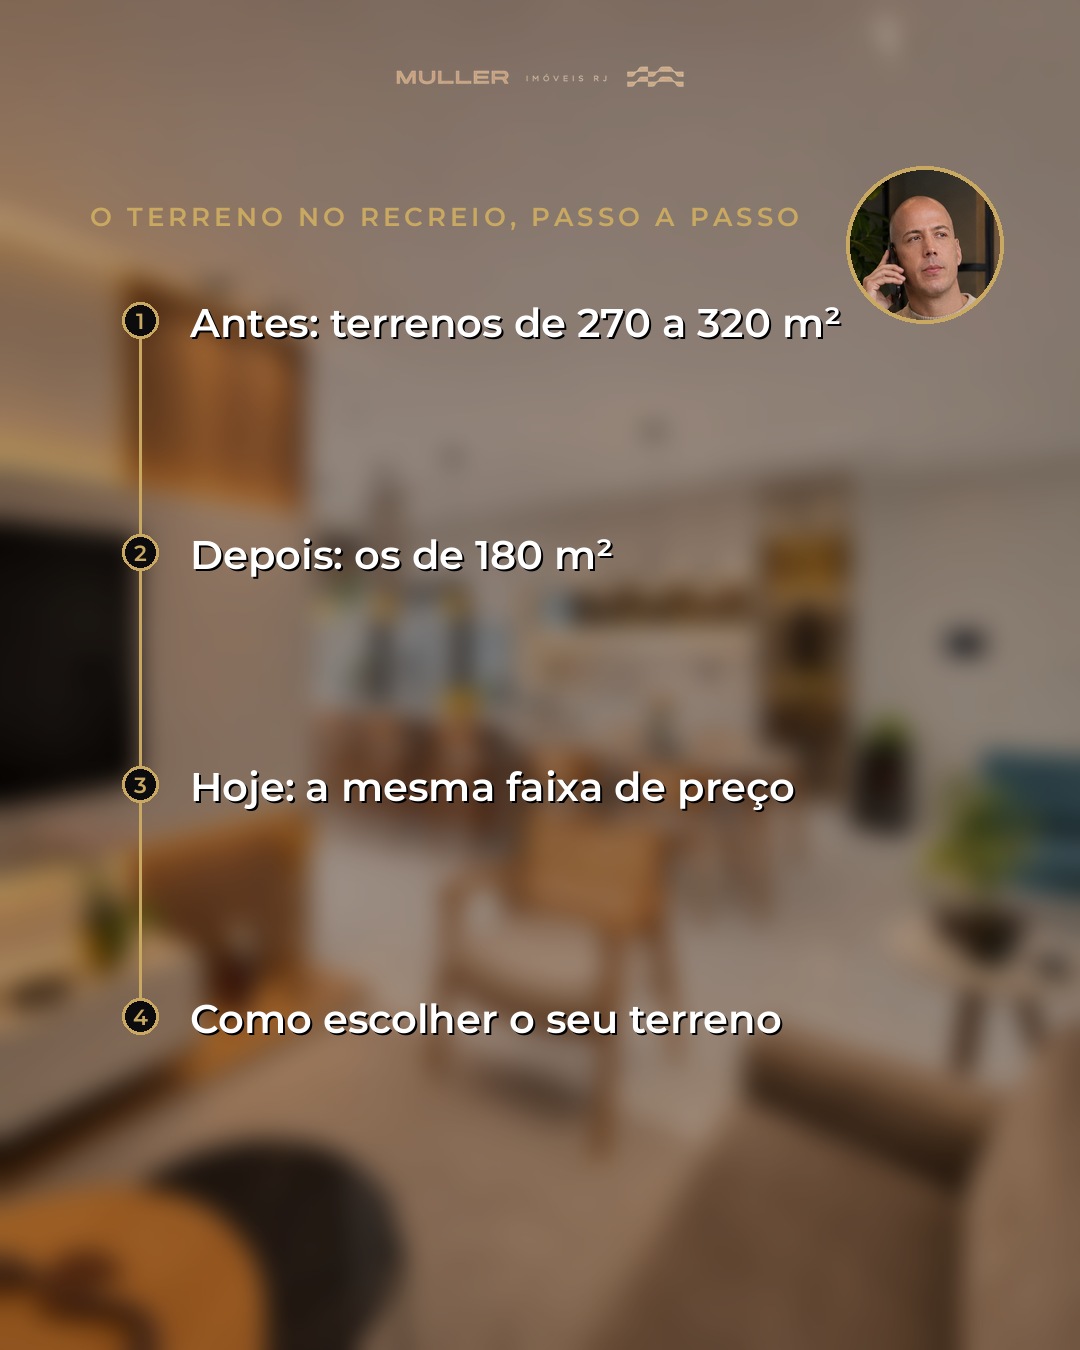 MULLER IMÓVEIS RJ
O TERRENO NO RECREIO, PASSO A PASSO
1 Antes: terrenos de 270 a 320 m²
2 Depois: os de 180 m²
3 Hoje: a mesma faixa de preço
4 Como escolher o seu terreno